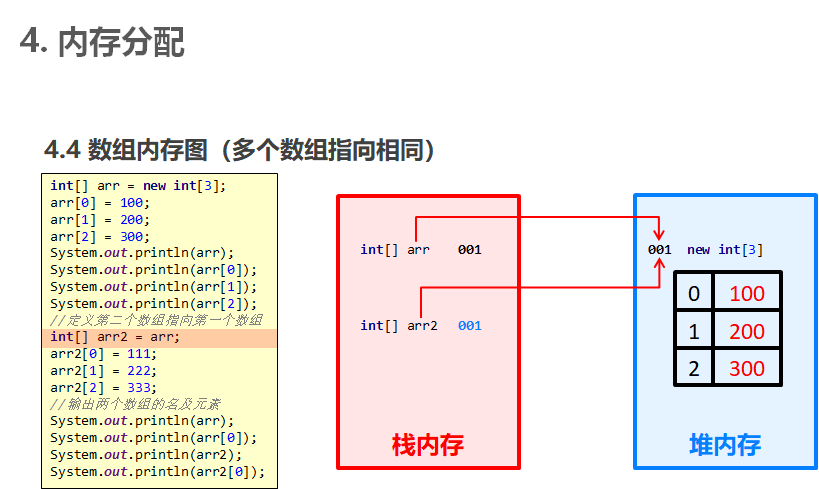 4. 内存分配
4.4 数组内存图（多个数组指向相同）
int[] arr = new int[3];
arr[0] = 100;
arr[1] = 200;
arr[2] = 300;
System.out.println(arr);
System.out.println(arr[0]);
System.out.println(arr[1]);
System.out.println(arr[2]);
//定义第二个数组指向第一个数组
int[] arr2 = arr;
arr2[0] = 111;
arr2[1] = 222;
arr2[2] = 333;
//输出两个数组的名及元素
System.out.println(arr);
System.out.println(arr[0]);
System.out.println(arr2);
System.out.println(arr2[0]);
int[] arr 001
int[] arr2 001
栈内存
001 new int[3]
0 100
1 200
2 300
堆内存